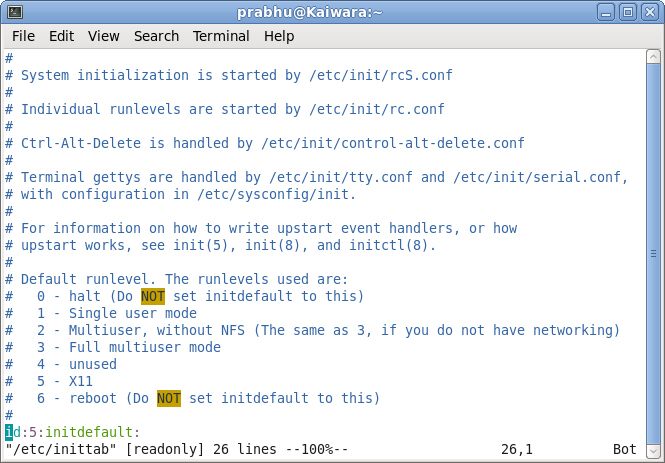 prabhu@Kaiwara:~
File Edit View Search Terminal Help
#
# System initialization is started by /etc/init/rcS.conf
#
# Individual runlevels are started by /etc/init/rc.conf
#
# Ctrl-Alt-Delete is handled by /etc/init/control-alt-delete.conf
#
# Terminal gettys are handled by /etc/init/tty.conf and /etc/init/serial.conf,
# with configuration in /etc/sysconfig/init.
#
# For information on how to write upstart event handlers, or how
# upstart works, see init(5), init(8), and initctl(8).
#
# Default runlevel. The runlevels used are:
#   0 - halt (Do NOT set initdefault to this)
#   1 - Single user mode
#   2 - Multiuser, without NFS (The same as 3, if you do not have networking)
#   3 - Full multiuser mode
#   4 - unused
#   5 - X11
#   6 - reboot (Do NOT set initdefault to this)
#
id:5:initdefault:
"/etc/inittab" [readonly] 26 lines --100%-- 26,1 Bot